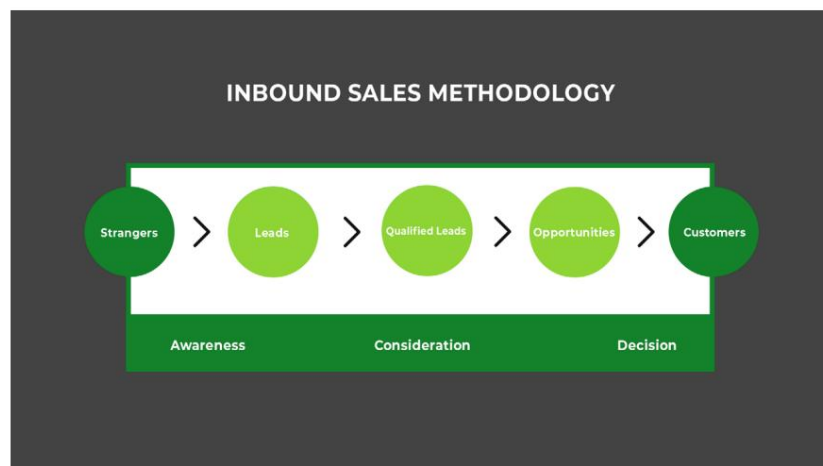 INBOUND SALES METHODOLOGY
Strangers
Leads
Qualified Leads
Opportunities
Customers
Awareness
Consideration
Decision